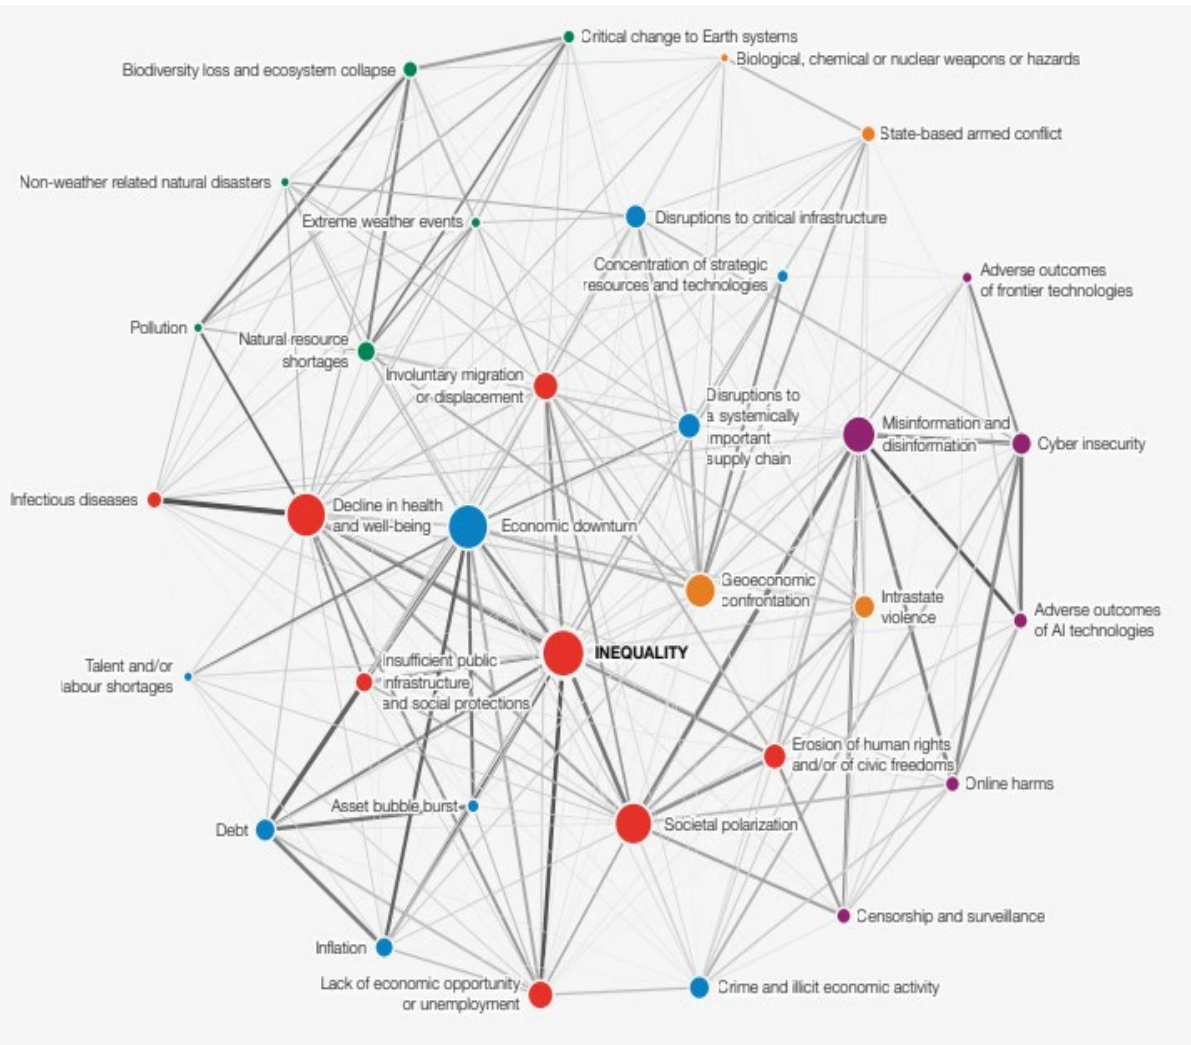 Critical change to Earth systems
Biological, chemical or nuclear weapons or hazards
Biodiversity loss and ecosystem collapse
State-based armed conflict
Non-weather related natural disasters
Extreme weather events
Disruptions to critical infrastructure
Concentration of strategic
resources and technologies
Adverse outcomes
of frontier technologies
Pollution
Natural resource
shortages
Involuntary migration
or displacement
Disruptions to
a systemically
important
supply chain
Misinformation and
disinformation
Cyber insecurity
Infectious diseases
Decline in health
and well-being
Economic downturn
Geoeconomic
confrontation
Intrastate
violence
Adverse outcomes
of AI technologies
INEQUALITY
Talent and/or
labour shortages
Insufficient public
infrastructure
and social protections
Erosion of human rights
and/or of civic freedoms
Online harms
Asset bubble burst
Debt
Societal polarization
Censorship and surveillance
Inflation
Lack of economic opportunity
or unemployment
Crime and illicit economic activity